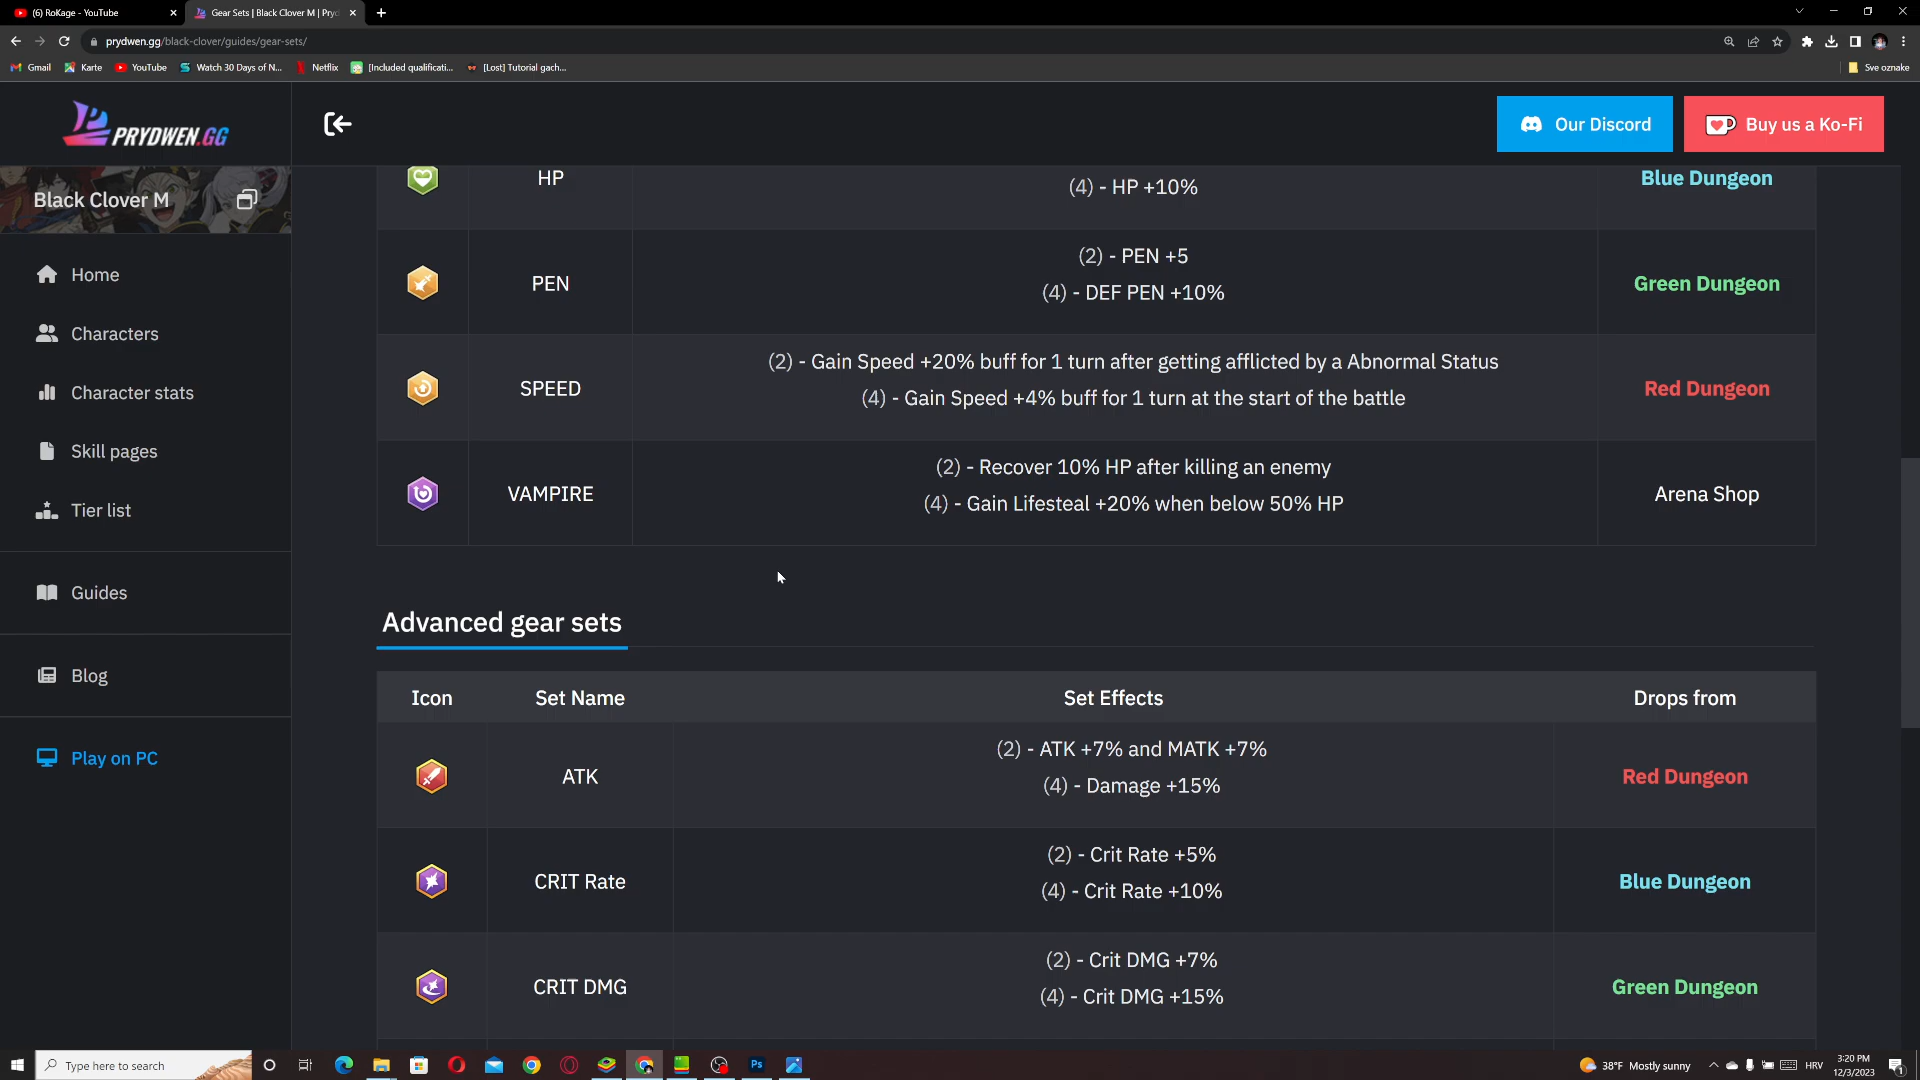 (6) RoKage - YouTube
Gear Sets | Black Clover M | Pryd
prydwen.gg/black-clover/guides/gear-sets/
Gmail
Karte
YouTube
Watch 30 Days of N...
Netflix
[Included qualificati...
[Lost] Tutorial gach...
Sve oznake
PRYDWEN.GG
Our Discord
Buy us a Ko-Fi
Black Clover M
Home
Characters
Character stats
Skill pages
Tier list
Guides
Blog
Play on PC
HP
(4) - HP +10%
Blue Dungeon
PEN
(2) - PEN +5
(4) - DEF PEN +10%
Green Dungeon
SPEED
(2) - Gain Speed +20% buff for 1 turn after getting afflicted by a Abnormal Status
(4) - Gain Speed +4% buff for 1 turn at the start of the battle
Red Dungeon
VAMPIRE
(2) - Recover 10% HP after killing an enemy
(4) - Gain Lifesteal +20% when below 50% HP
Arena Shop
Advanced gear sets
Icon
Set Name
Set Effects
Drops from
ATK
(2) - ATK +7% and MATK +7%
(4) - Damage +15%
Red Dungeon
CRIT Rate
(2) - Crit Rate +5%
(4) - Crit Rate +10%
Blue Dungeon
CRIT DMG
(2) - Crit DMG +7%
(4) - Crit DMG +15%
Green Dungeon
Type here to search
Ps
38°F Mostly sunny
HRV
3:20 PM
12/3/2023
1